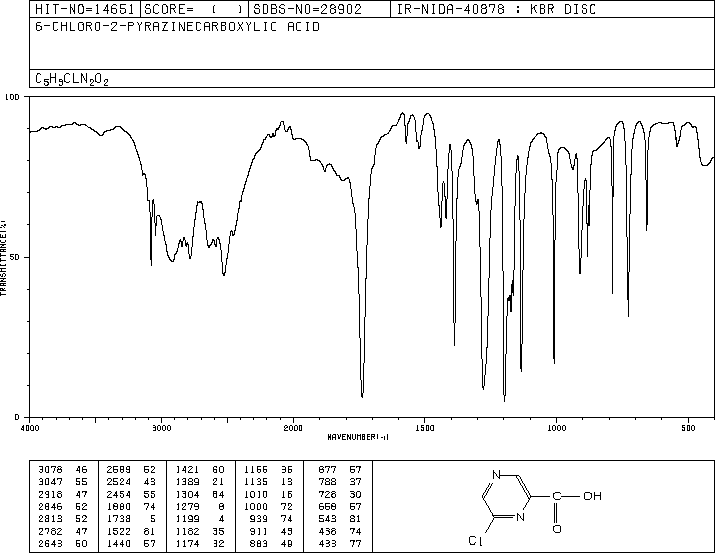 HIT-NO=14651 SCORE= ( ) SDBS-NO=28902 IR-NIDA-40878 : KBR DISC
6-CHLORO-2-PYRAZINECARBOXYLIC ACID
C5H3CLN2O2
100
50
0
TRANSMITTANCE(%)
4000 3000 2000 1500 1000 500
WAVENUMBER(-1)
3078 46 2589 52 1421 60 1166 36 877 57
3047 55 2524 43 1389 21 1135 13 788 37
2918 47 2454 55 1304 64 1010 16 728 30
2846 52 1880 74 1279 8 1000 72 658 57
2813 52 1738 5 1199 4 939 74 543 81
2782 47 1522 81 1182 35 911 43 438 74
2643 50 1440 57 1174 32 883 49 433 77
N
C OH
O
N
Cl